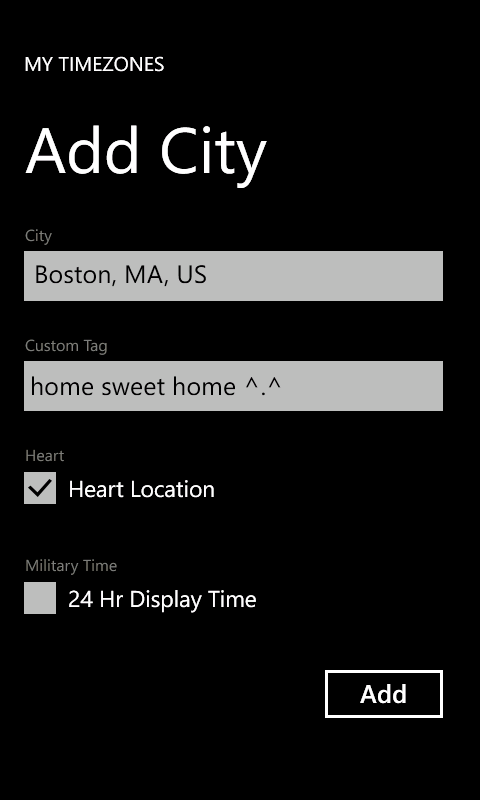 MY TIMEZONES
Add City
City
Boston, MA, US
Custom Tag
home sweet home ^.^
Heart
Heart Location
Military Time
24 Hr Display Time
Add